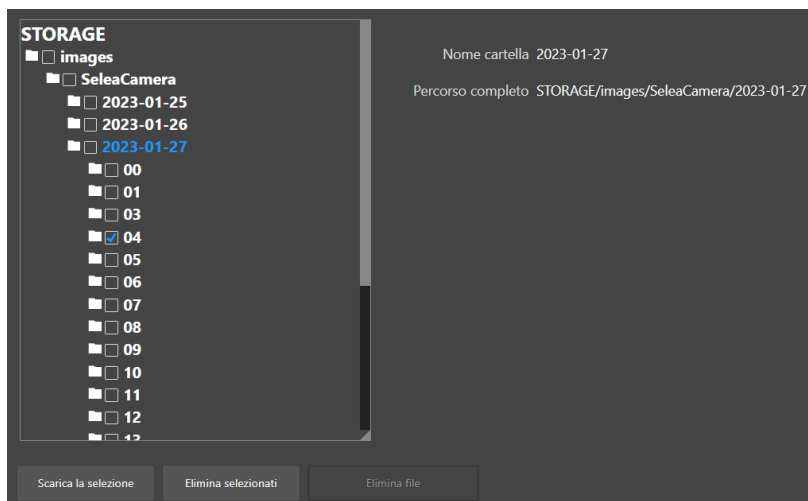 STORAGE
images
SeleaCamera
2023-01-25
2023-01-26
2023-01-27
00
01
03
04
05
06
07
08
09
10
11
12
13
Nome cartella 2023-01-27
Percorso completo STORAGE/images/SeleaCamera/2023-01-27
Scarica la selezione
Elimina selezionati
Elimina file